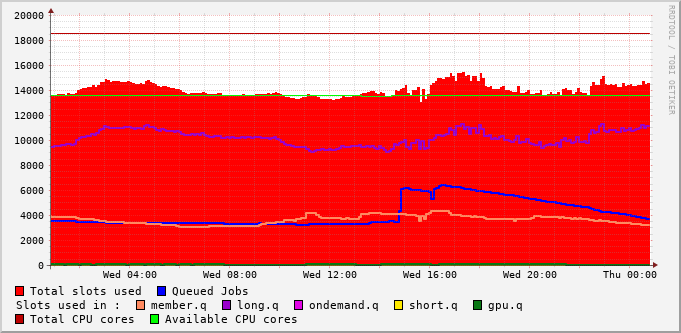 20000
18000
16000
14000
12000
10000
8000
6000
4000
2000
0
Wed 04:00 Wed 08:00 Wed 12:00 Wed 16:00 Wed 20:00 Thu 00:00
RRDTOOL / TOBI OETIKER
Total slots used Queued Jobs
Slots used in : member.q long.q ondemand.q short.q gpu.q
Total CPU cores Available CPU cores